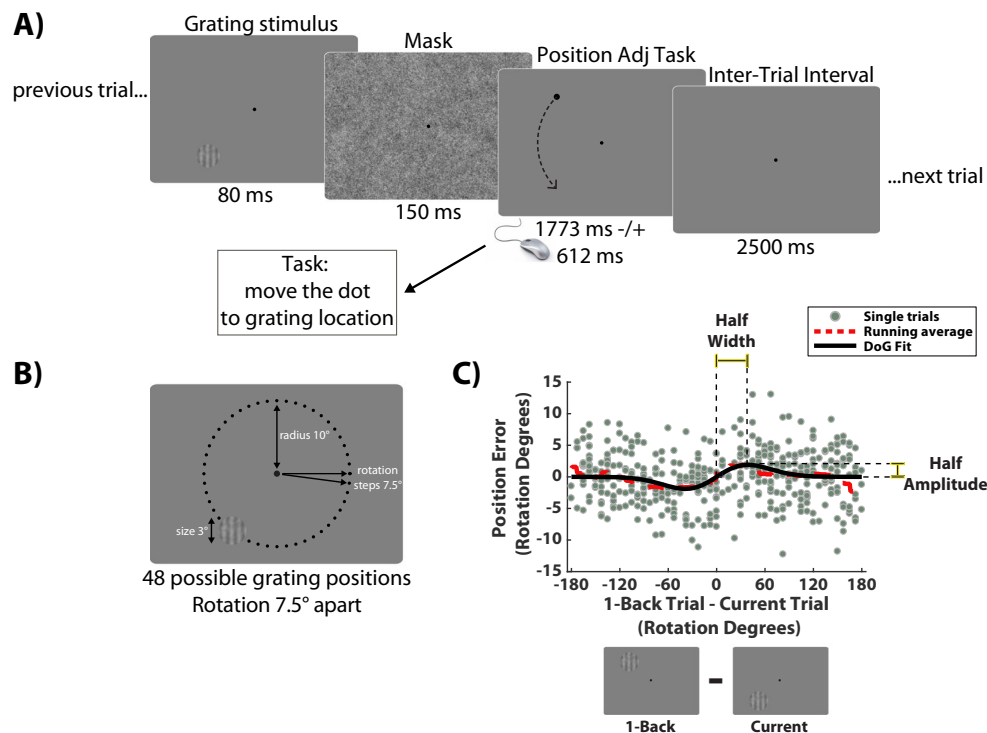 A)
Grating stimulus
Mask
Position Adj Task
Inter-Trial Interval
previous trial...
...next trial
80 ms
150 ms
1773 ms -/+
612 ms
2500 ms
Task:
move the dot
to grating location
B)
radius 10°
rotation
steps 7.5°
size 3°
48 possible grating positions
Rotation 7.5° apart
C)
Half
Width
Single trials
Running average
DoG Fit
Position Error
(Rotation Degrees)
15
10
5
0
-5
-10
-15
Half
Amplitude
-180 -120 -60 0 60 120 180
1-Back Trial - Current Trial
(Rotation Degrees)
-
1-Back
Current